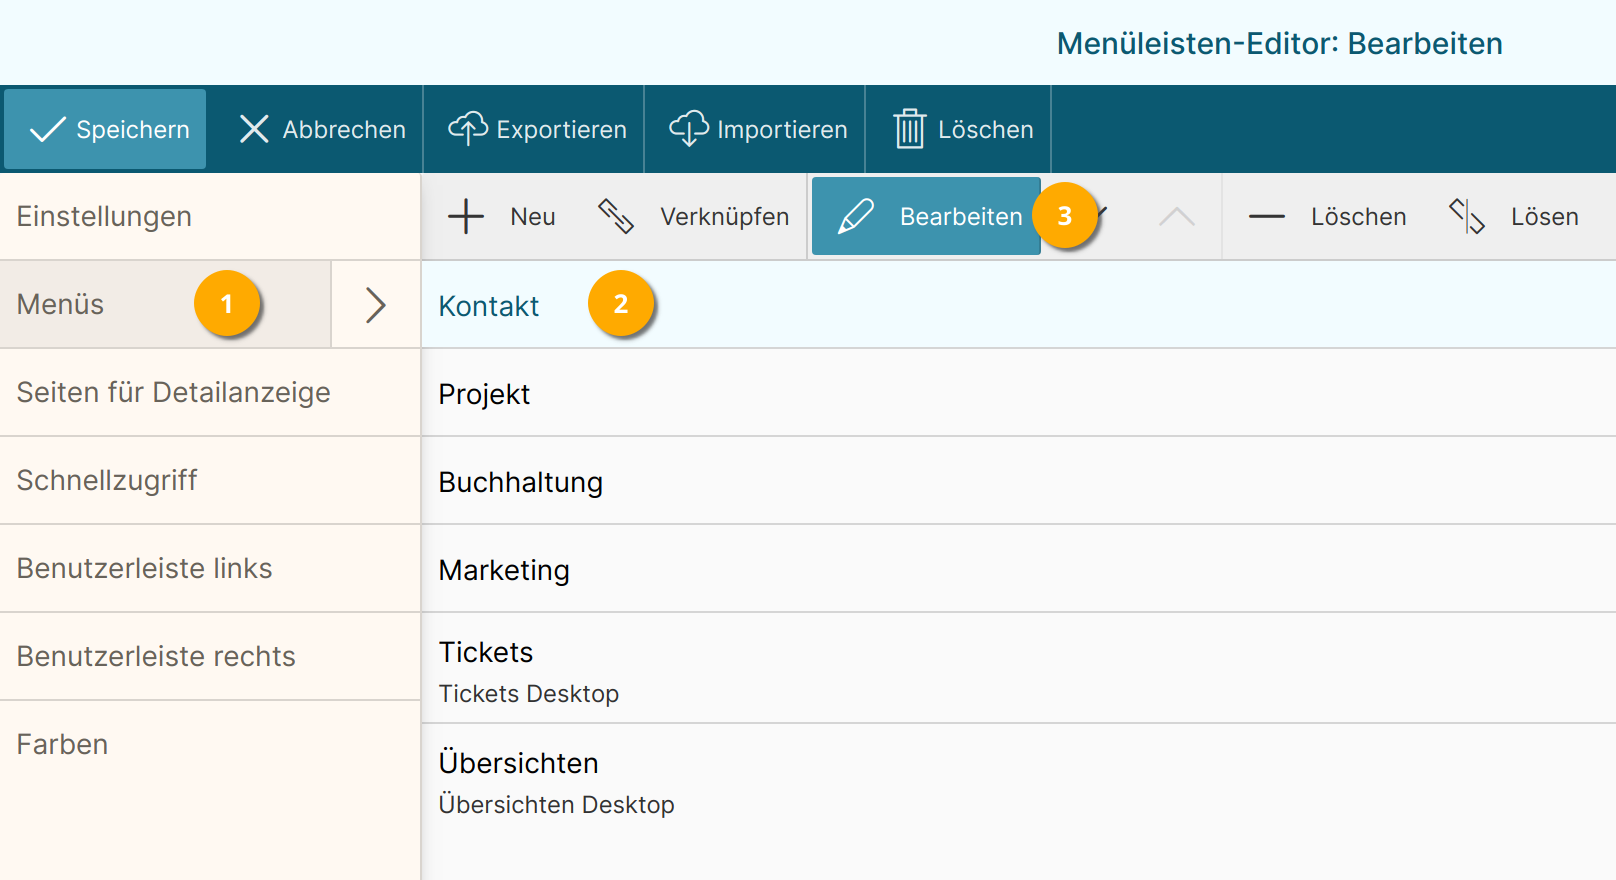 Menüleisten-Editor: Bearbeiten
Speichern Abbrechen Exportieren Importieren Löschen
Einstellungen
Neu Verknüpfen Bearbeiten 3 Löschen Lösen
Menüs 1
Kontakt 2
Seiten für Detailanzeige
Projekt
Schnellzugriff
Buchhaltung
Benutzerleiste links
Marketing
Benutzerleiste rechts
Tickets
Tickets Desktop
Farben
Übersichten
Übersichten Desktop